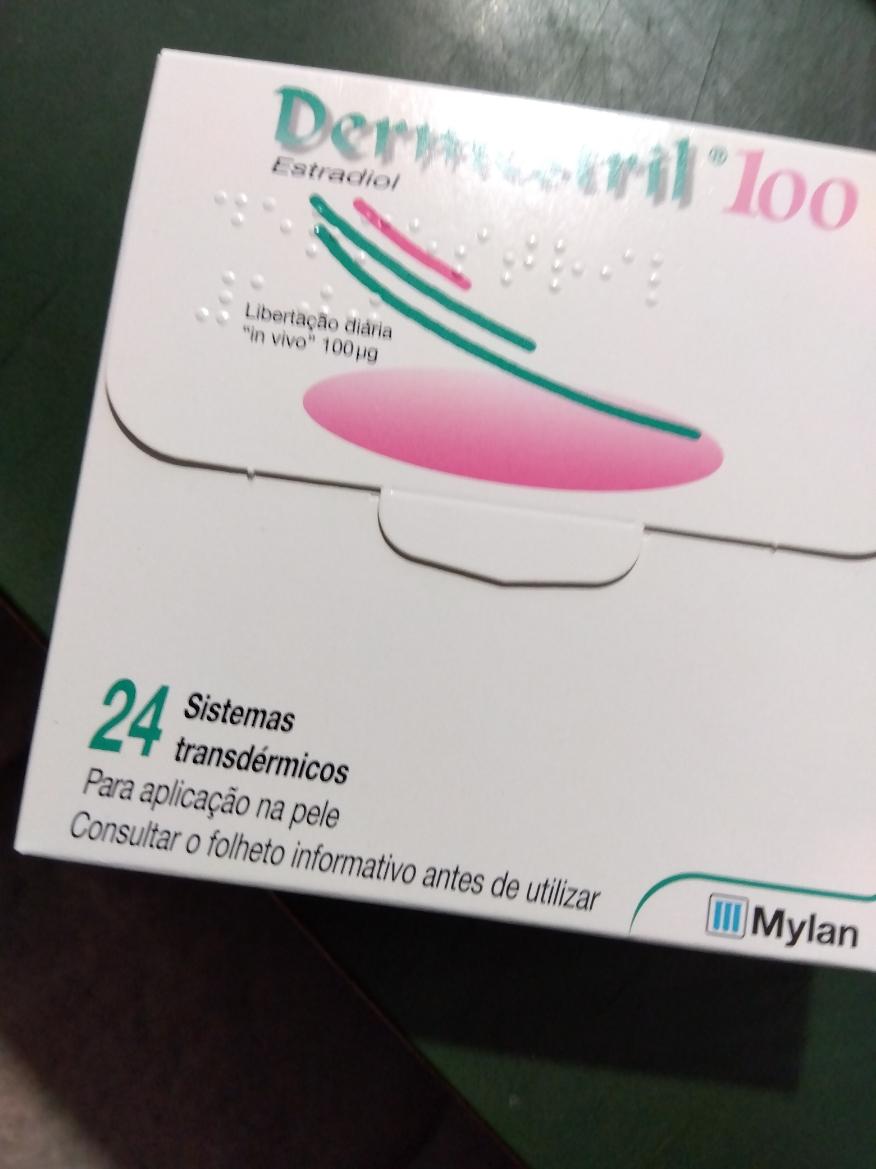 Dermestril® 100
Estradiol
Libertação diária
"in vivo" 100µg
24 Sistemas
transdérmicos
Para aplicação na pele
Consultar o folheto informativo antes de utilizar
Mylan